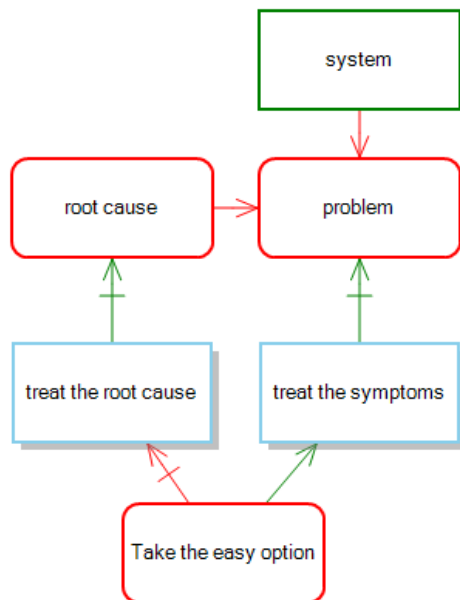 system
root cause
problem
treat the root cause
treat the symptoms
Take the easy option